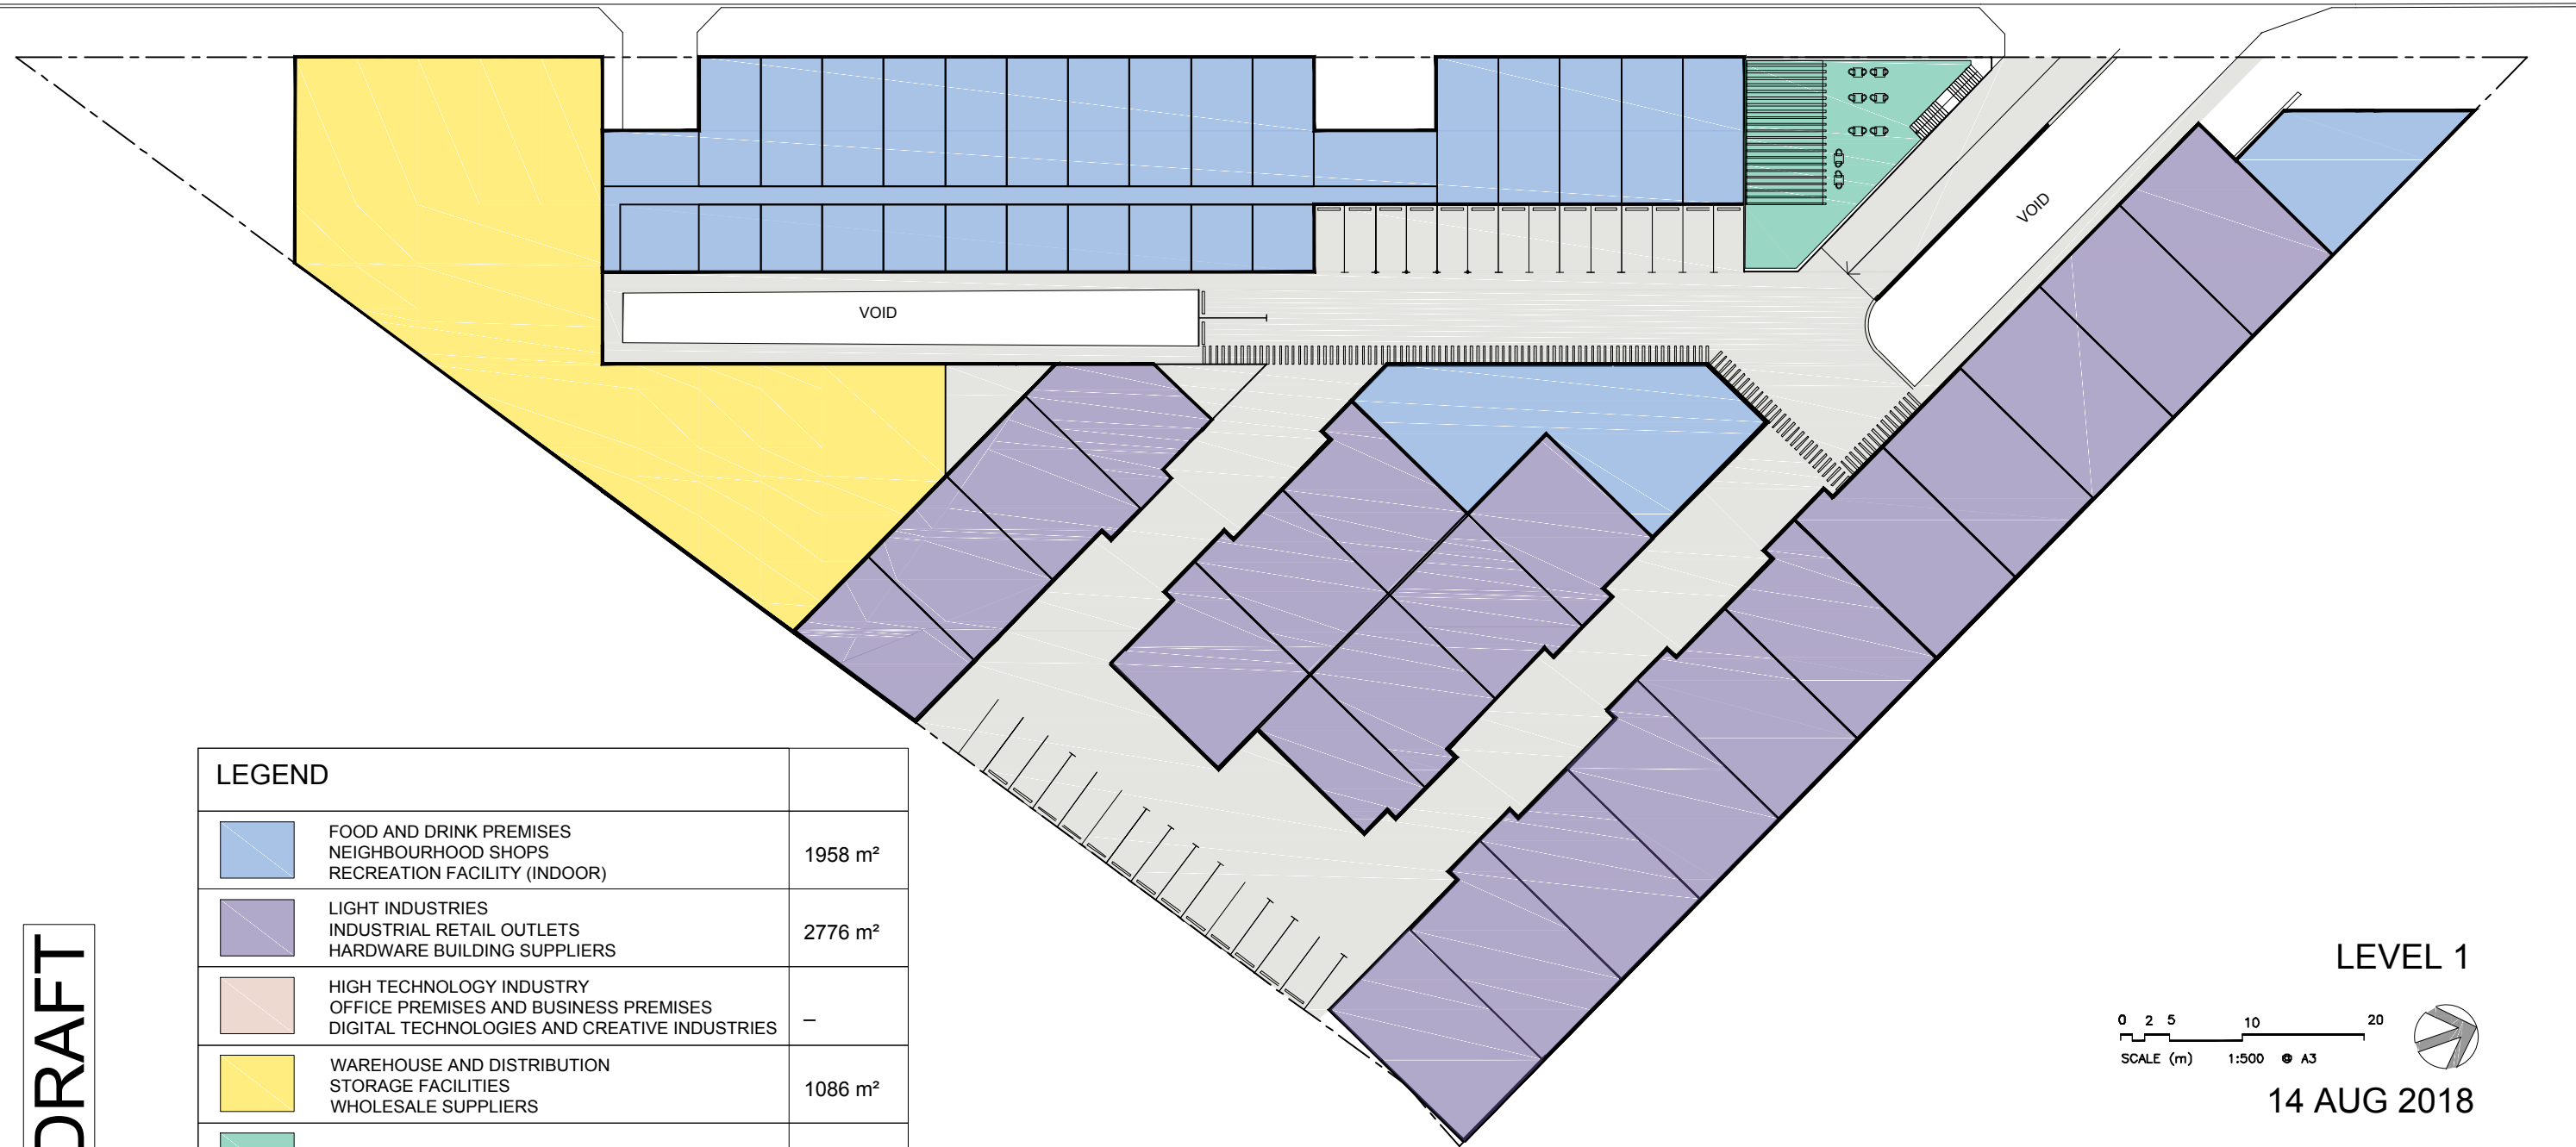 VOID
VOID
LEGEND
FOOD AND DRINK PREMISES
NEIGHBOURHOOD SHOPS
RECREATION FACILITY (INDOOR)
1958 m²
LIGHT INDUSTRIES
INDUSTRIAL RETAIL OUTLETS
HARDWARE BUILDING SUPPLIERS
2776 m²
HIGH TECHNOLOGY INDUSTRY
OFFICE PREMISES AND BUSINESS PREMISES
DIGITAL TECHNOLOGIES AND CREATIVE INDUSTRIES
–
WAREHOUSE AND DISTRIBUTION
STORAGE FACILITIES
WHOLESALE SUPPLIERS
1086 m²
DRAFT
LEVEL 1
0 2 5 10 20
SCALE (m) 1:500 @ A3
14 AUG 2018